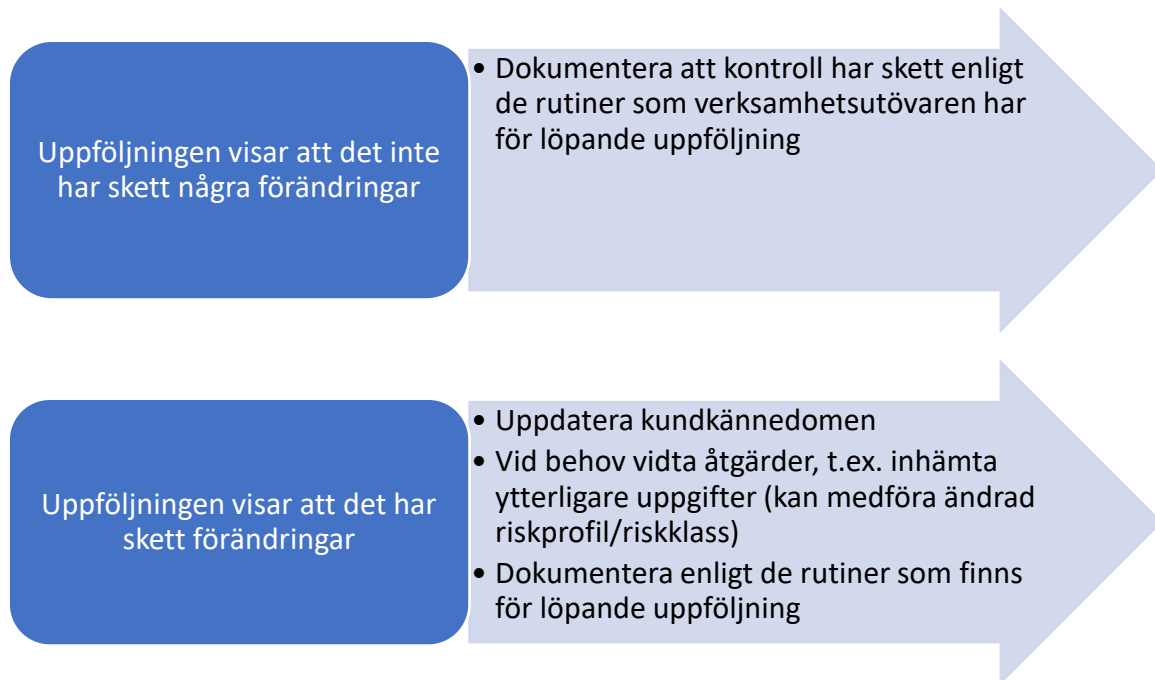 Uppföljningen visar att det inte
har skett några förändringar
• Dokumentera att kontroll har skett enligt
de rutiner som verksamhetsutövaren har
för löpande uppföljning
Uppföljningen visar att det har
skett förändringar
• Uppdatera kundkännedomen
• Vid behov vidta åtgärder, t.ex. inhämta
ytterligare uppgifter (kan medföra ändrad
riskprofil/riskklass)
• Dokumentera enligt de rutiner som finns
för löpande uppföljning